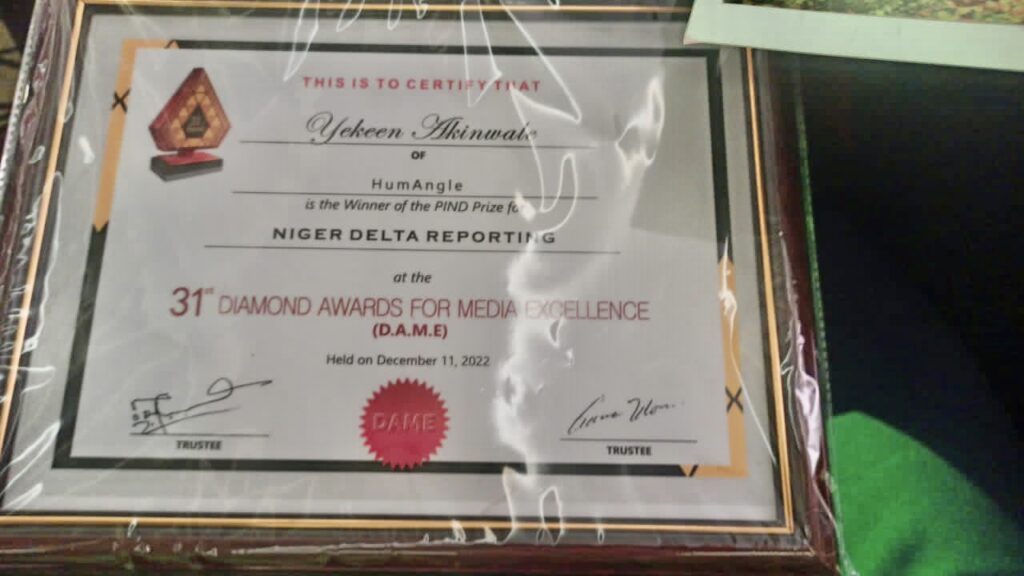 THIS IS TO CERTIFY THAT
Yekeen Akinwale
OF
HumAngle
is the Winner of the PIND Prize for
NIGER DELTA REPORTING
at the
31st DIAMOND AWARDS FOR MEDIA EXCELLENCE
(D.A.M.E)
Held on December 11, 2022
DAME
TRUSTEE
TRUSTEE